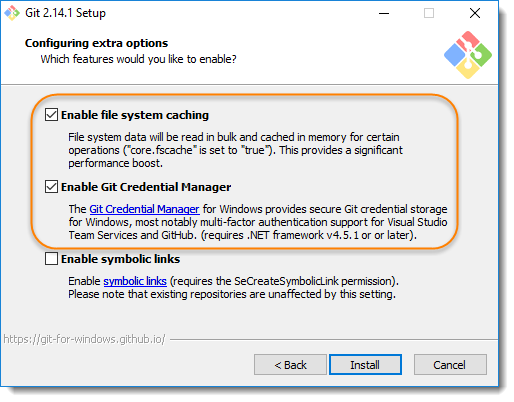 Git 2.14.1 Setup
Configuring extra options
Which features would you like to enable?
Enable file system caching
File system data will be read in bulk and cached in memory for certain
operations ("core.fscache" is set to "true"). This provides a significant
performance boost.
Enable Git Credential Manager
The Git Credential Manager for Windows provides secure Git credential storage
for Windows, most notably multi-factor authentication support for Visual Studio
Team Services and GitHub. (requires .NET framework v4.5.1 or or later).
Enable symbolic links
Enable symbolic links (requires the SeCreateSymbolicLink permission).
Please note that existing repositories are unaffected by this setting.
https://git-for-windows.github.io/
< Back
Install
Cancel